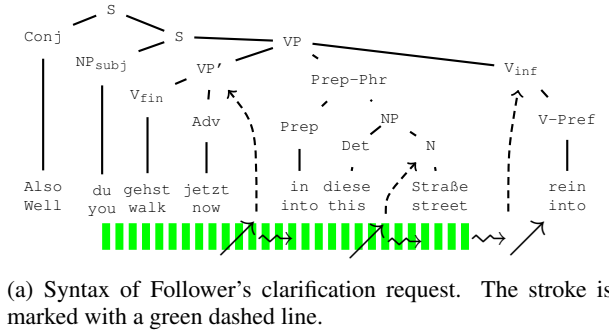 S
Conj S VP
NPsubj VP' Vinf
Vfin Prep-Phr
Adv Prep NP V-Pref
Det N
Also du gehst jetzt in diese Straße rein
Well you walk now into this street into
(a) Syntax of Follower's clarification request. The stroke is
marked with a green dashed line.